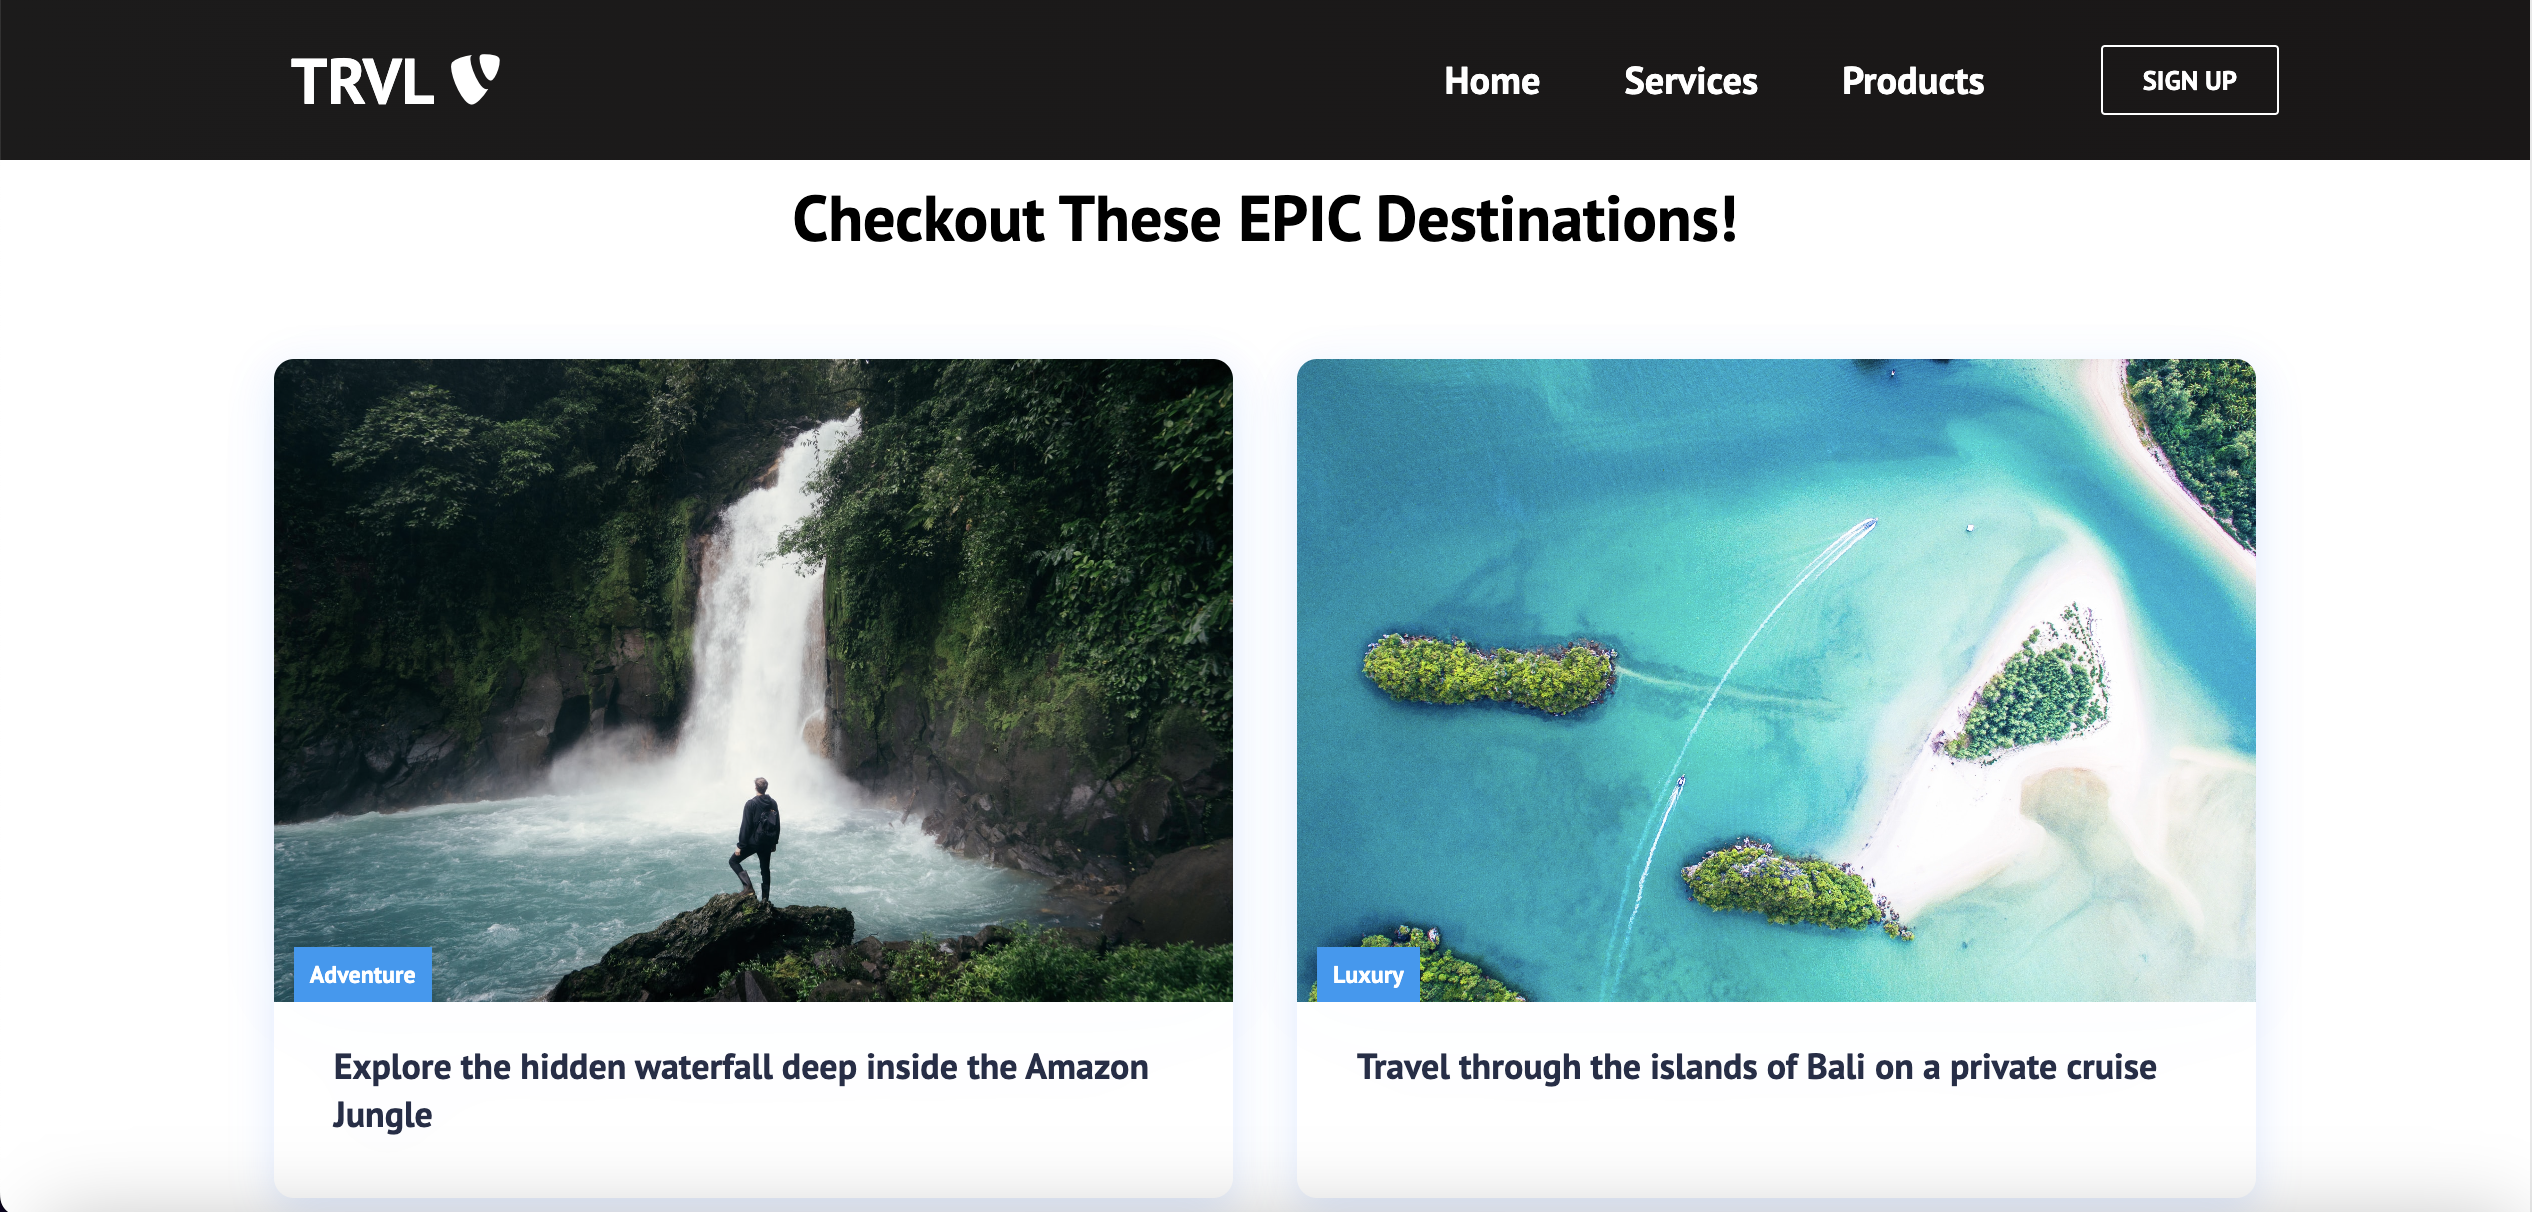 TRVL
Home Services Products SIGN UP
Checkout These EPIC Destinations!
Adventure
Luxury
Explore the hidden waterfall deep inside the Amazon
Jungle
Travel through the islands of Bali on a private cruise